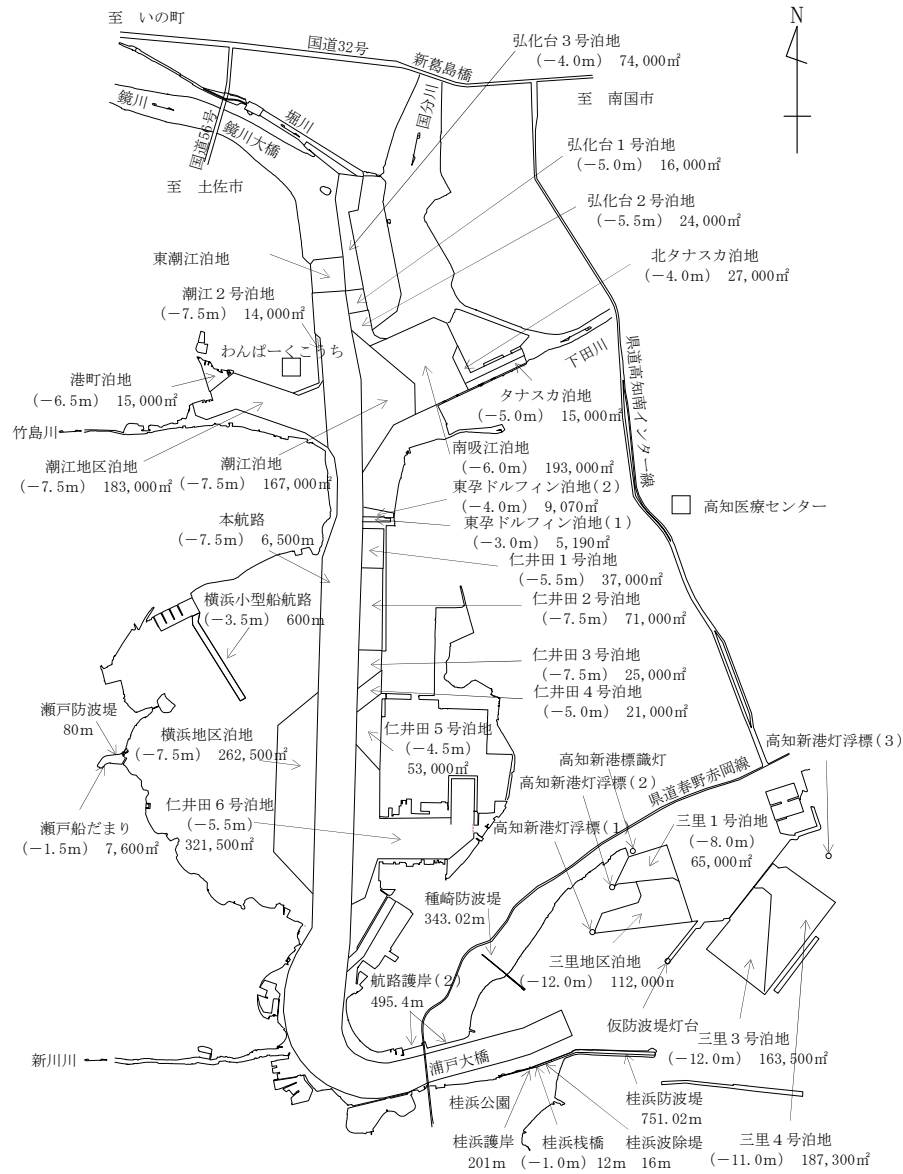 至 いの町
国道32号
弘化台３号泊地
(－4.0m) 74,000㎡
N
新葛島橋
至 南国市
鏡川
堀川
国分川
鏡川大橋
国道56号
弘化台１号泊地
(－5.0m) 16,000㎡
至 土佐市
弘化台２号泊地
(－5.5m) 24,000㎡
東潮江泊地
北タナスカ泊地
(－4.0m) 27,000㎡
潮江２号泊地
(－7.5m) 14,000㎡
わんぱーくこうち
下田川
県道高知南インター線
港町泊地
(－6.5m) 15,000㎡
タナスカ泊地
(－5.0m) 15,000㎡
竹島川
潮江地区泊地
(－7.5m) 183,000㎡
潮江泊地
(－7.5m) 167,000㎡
南吸江泊地
(－6.0m) 193,000㎡
東孕ドルフィン泊地(２)
(－4.0m) 9,070㎡
東孕ドルフィン泊地(１)
(－3.0m) 5,190㎡
高知医療センター
本航路
(－7.5m) 6,500m
仁井田１号泊地
(－5.5m) 37,000㎡
横浜小型船航路
(－3.5m) 600m
仁井田２号泊地
(－7.5m) 71,000㎡
仁井田３号泊地
(－7.5m) 25,000㎡
仁井田４号泊地
(－5.0m) 21,000㎡
瀬戸防波堤
80m
横浜地区泊地
(－7.5m) 262,500㎡
仁井田５号泊地
(－4.5m)
53,000㎡
高知新港灯浮標(３)
高知新港標識灯
高知新港灯浮標(２)
県道春野赤岡線
瀬戸船だまり
(－1.5m) 7,600㎡
仁井田６号泊地
(－5.5m)
321,500㎡
高知新港灯浮標(１)
三里１号泊地
(－8.0m)
65,000㎡
種崎防波堤
343.02m
三里地区泊地
(－12.0m) 112,000㎡
航路護岸(２)
495.4m
仮防波堤灯台
三里３号泊地
(－12.0m) 163,500㎡
新川川
浦戸大橋
桂浜公園
桂浜防波堤
751.02m
桂浜護岸
201m
桂浜桟橋
(－1.0m) 12m
桂浜波除堤
16m
三里４号泊地
(－11.0m) 187,300㎡